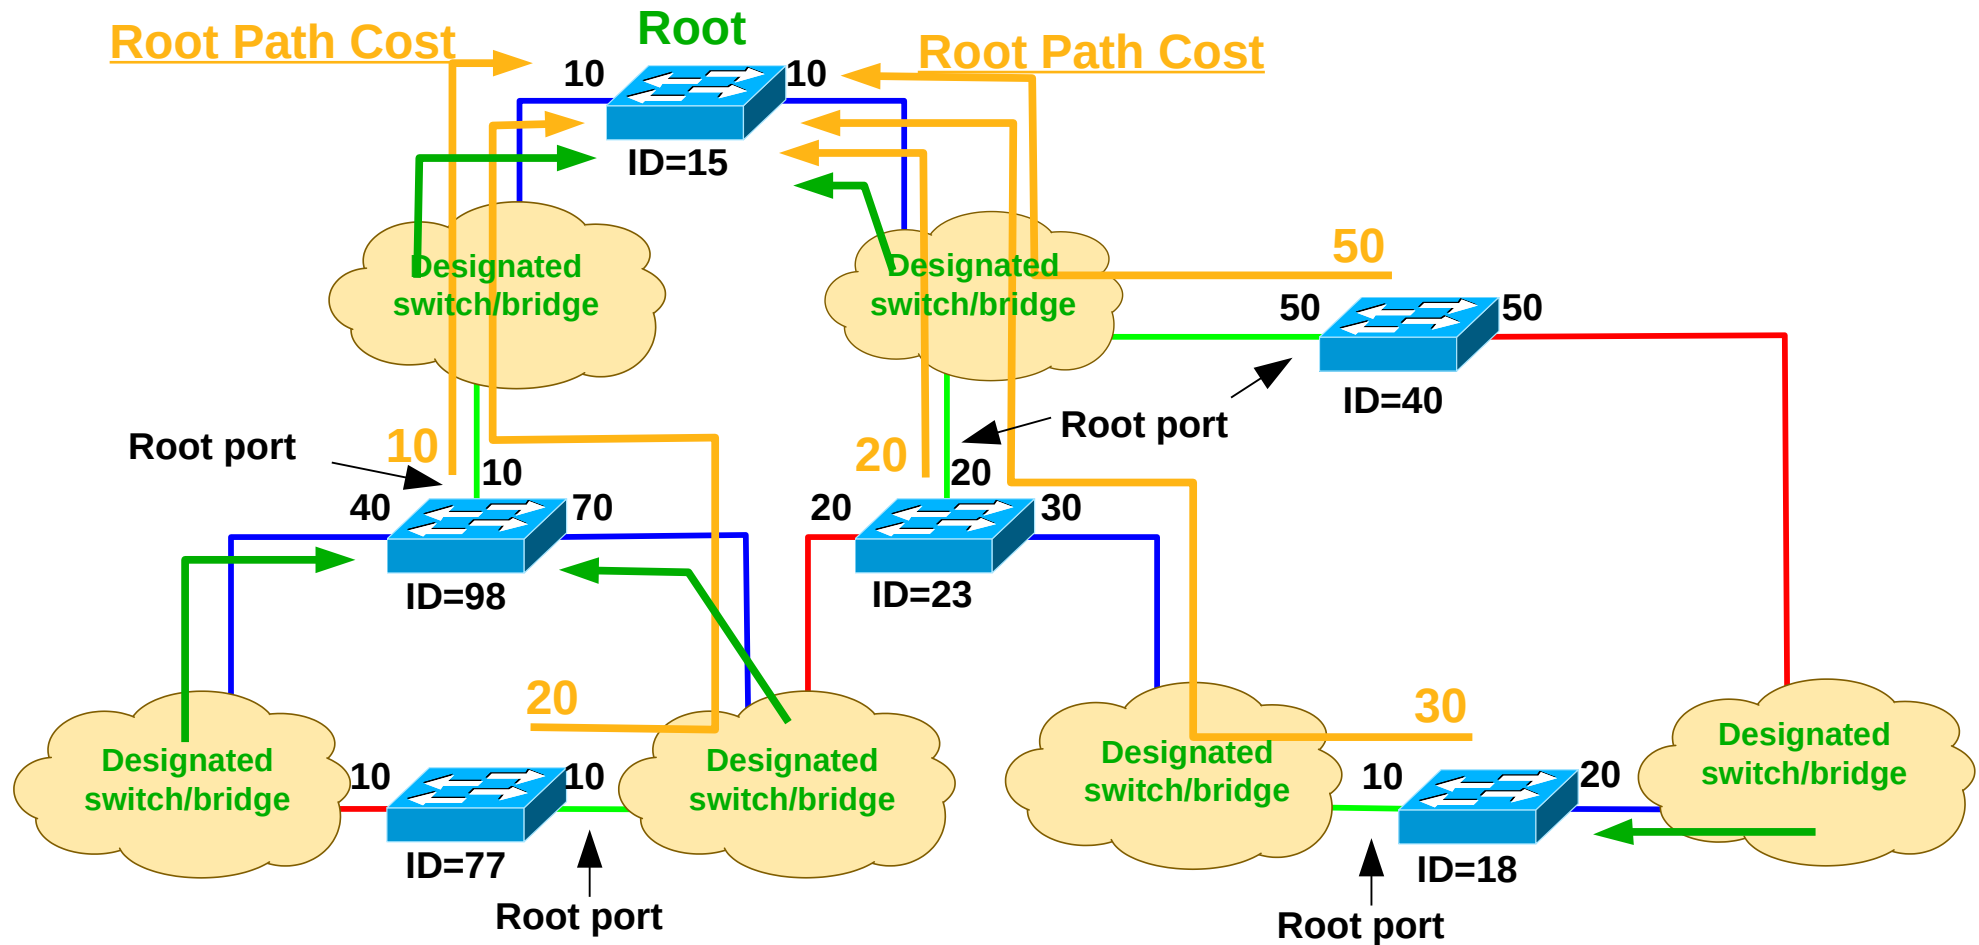 Root Path Cost
Root
Root Path Cost
10
10
ID=15
Designated
switch/bridge
Designated
switch/bridge
50
50
50
ID=40
Root port
Root port
10
10
40
70
ID=98
20
20
20
30
ID=23
20
30
Designated
switch/bridge
10
10
ID=77
Root port
Designated
switch/bridge
Designated
switch/bridge
10
20
ID=18
Root port
Designated
switch/bridge